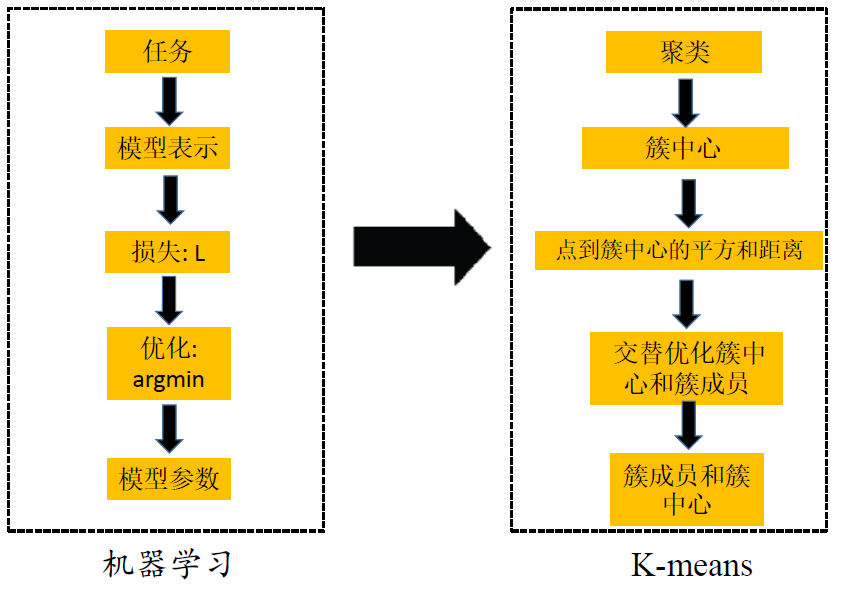 任务
模型表示
损失: L
优化:
argmin
模型参数
机器学习
聚类
簇中心
点到簇中心的平方和距离
交替优化簇中
心和簇成员
簇成员和簇
中心
K-means